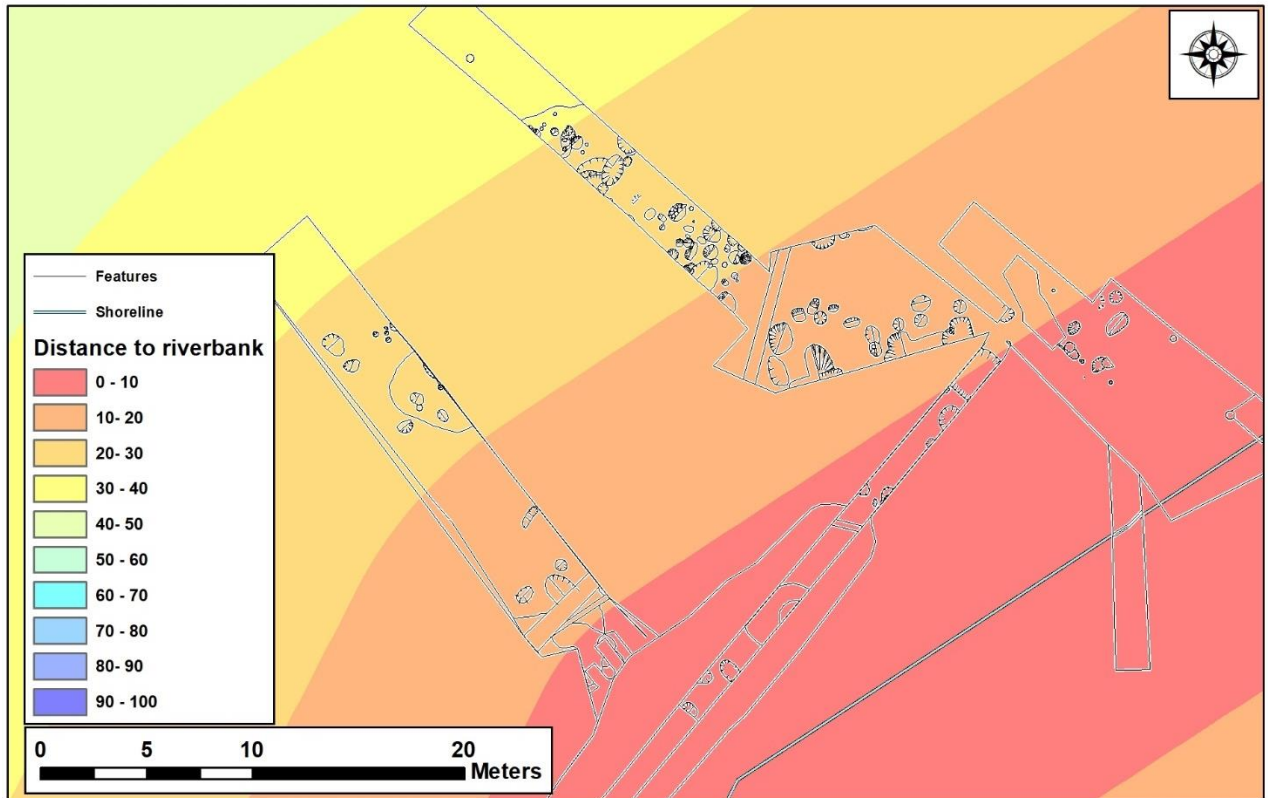 Features
Shoreline
Distance to riverbank
0 - 10
10- 20
20- 30
30 - 40
40- 50
50 - 60
60 - 70
70 - 80
80- 90
90 - 100
0 5 10 20
Meters